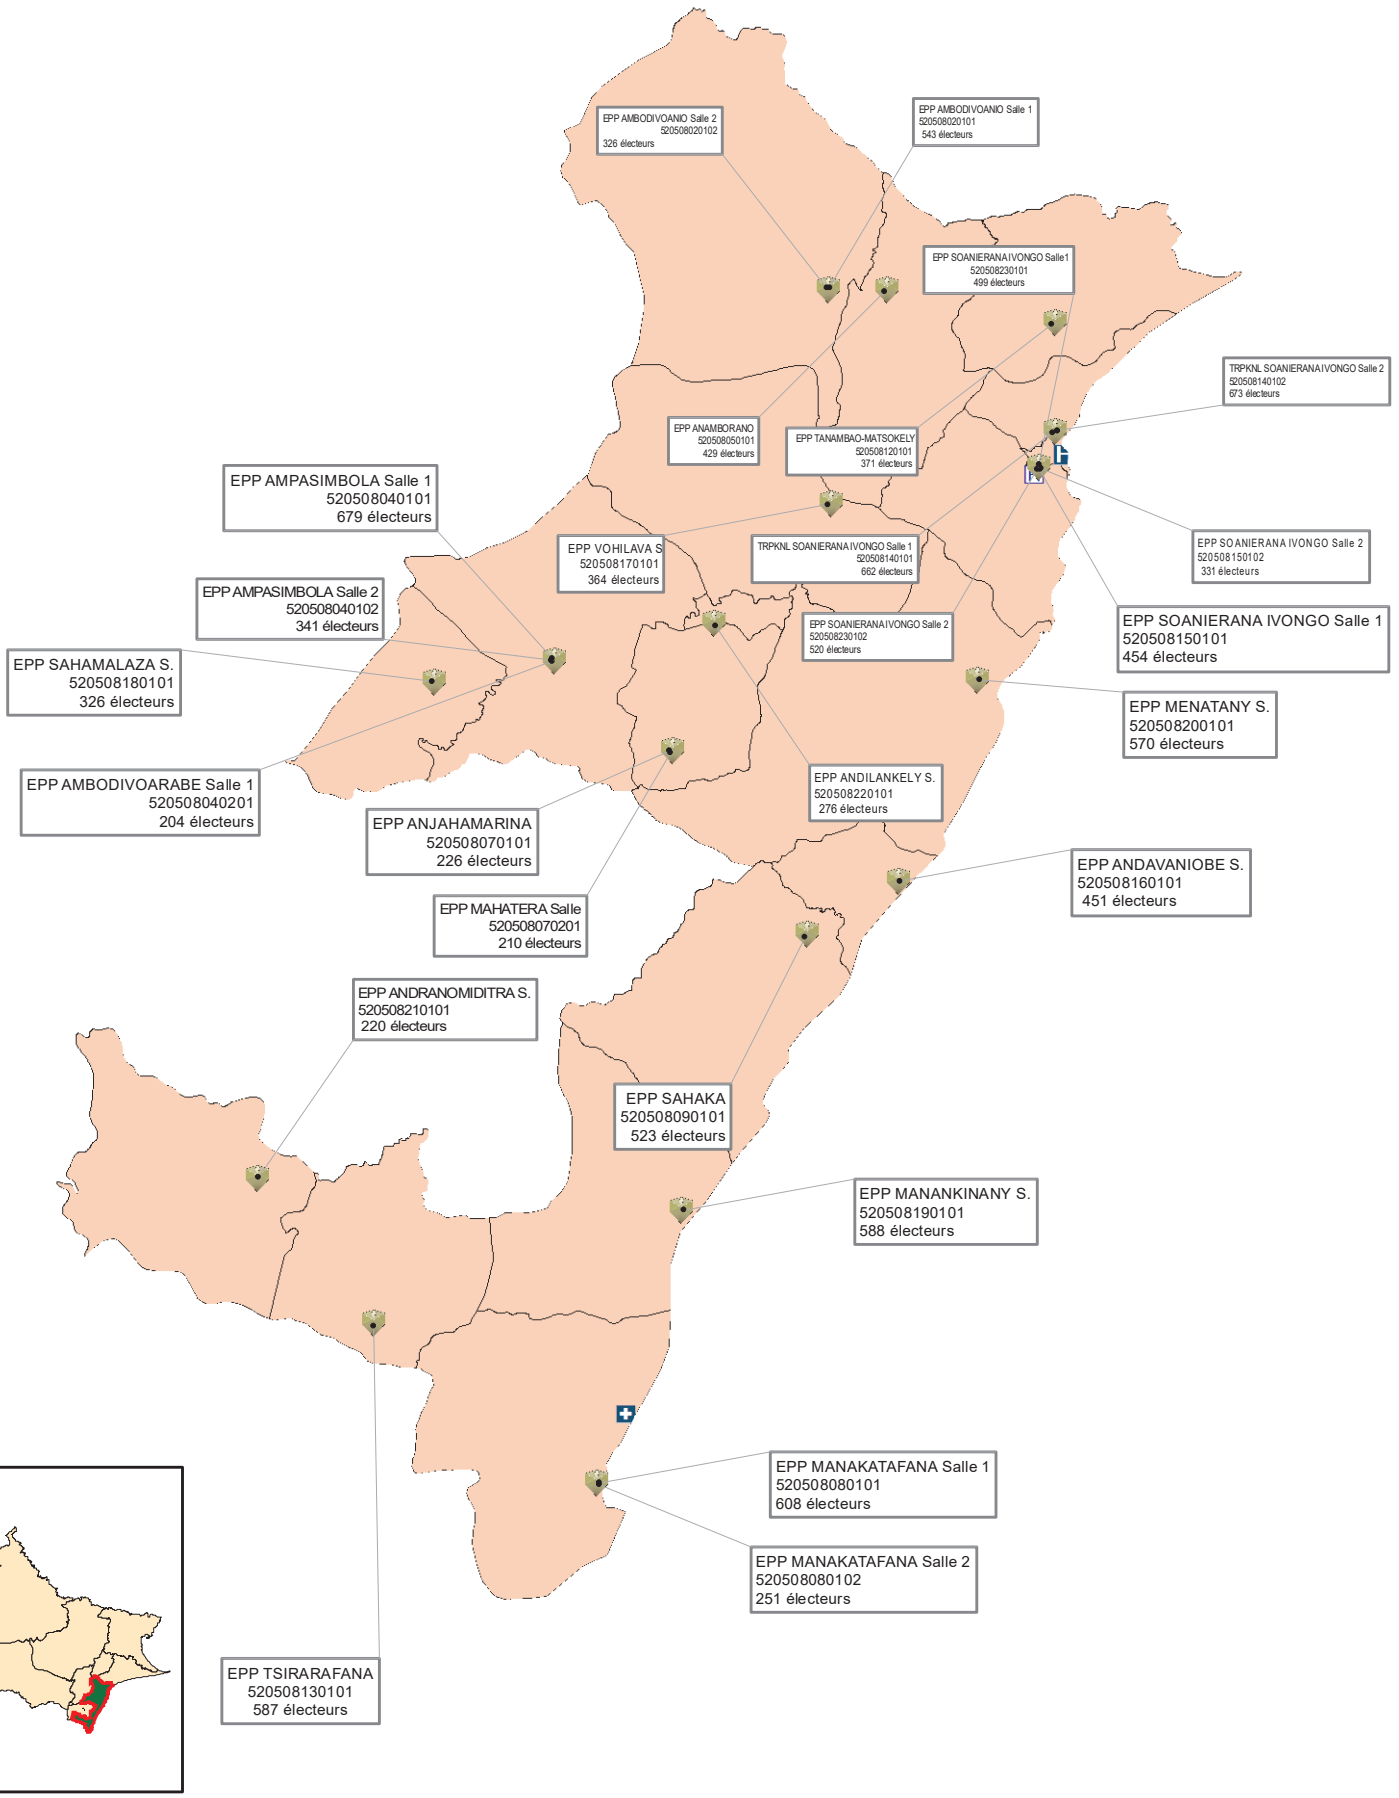 EPP AMBODIVOANIO Salle 1
520508020101
543 électeurs
EPP AMBODIVOANIO Salle 2
520508020102
326 électeurs
EPP SOANIERANA IVONGO Salle1
520508230101
499 électeurs
TRPKNL SOANIERANA IVONGO Salle 2
520508140102
673 électeurs
EPP ANAMBORANO
520508050101
429 électeurs
EPP TANAMBAO-MATSOKELY
520508120101
371 électeurs
EPP AMPASIMBOLA Salle 1
520508040101
679 électeurs
EPP VOHILAVA S
520508170101
364 électeurs
TRPKNL SOANIERANA IVONGO Salle 1
520508140101
662 électeurs
EPP SOANIERANA IVONGO Salle 2
520508150102
331 électeurs
EPP AMPASIMBOLA Salle 2
520508040102
341 électeurs
EPP SOANIERANA IVONGO Salle 2
520508230102
520 électeurs
EPP SOANIERANA IVONGO Salle 1
520508150101
454 électeurs
EPP SAHAMALAZA S.
520508180101
326 électeurs
EPP MENATANY S.
520508200101
570 électeurs
EPP AMBODIVOARABE Salle 1
520508040201
204 électeurs
EPP ANDILANKELY S.
520508220101
276 électeurs
EPP ANJAHAMARINA
520508070101
226 électeurs
EPP ANDAVANIOBE S.
520508160101
451 électeurs
EPP MAHATERA Salle
520508070201
210 électeurs
EPP ANDRANOMIDITRA S.
520508210101
220 électeurs
EPP SAHAKA
520508090101
523 électeurs
EPP MANANKINANY S.
520508190101
588 électeurs
EPP MANAKATAFANA Salle 1
520508080101
608 électeurs
EPP MANAKATAFANA Salle 2
520508080102
251 électeurs
EPP TSIRARAFANA
520508130101
587 électeurs